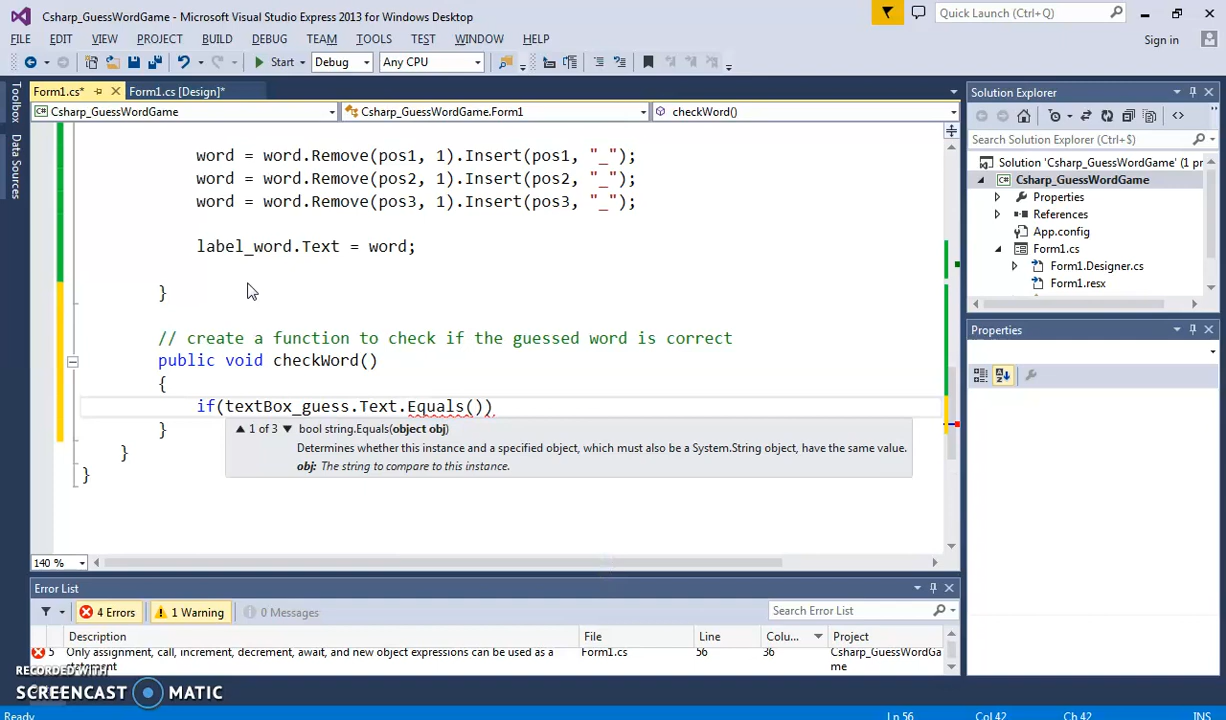 Csharp_GuessWordGame - Microsoft Visual Studio Express 2013 for Windows Desktop
Quick Launch (Ctrl+Q)
FILE EDIT VIEW PROJECT BUILD DEBUG TEAM TOOLS TEST WINDOW HELP
Sign in
Start Debug Any CPU
Toolbox
Data Sources
Form1.cs* Form1.cs [Design]*
Csharp_GuessWordGame Csharp_GuessWordGame.Form1 checkWord()
word = word.Remove(pos1, 1).Insert(pos1, "_");
word = word.Remove(pos2, 1).Insert(pos2, "_");
word = word.Remove(pos3, 1).Insert(pos3, "_");
label_word.Text = word;
}
// create a function to check if the guessed word is correct
public void checkWord()
{
if(textBox_guess.Text.Equals())
1 of 3 bool string.Equals(object obj)
Determines whether this instance and a specified object, which must also be a System.String object, have the same value.
obj: The string to compare to this instance.
}
}
}
140 %
Solution Explorer
Search Solution Explorer (Ctrl+$)
Solution 'Csharp_GuessWordGame' (1 pr
Csharp_GuessWordGame
Properties
References
App.config
Form1.cs
Form1.Designer.cs
Form1.resx
Properties
Error List
4 Errors 1 Warning 0 Messages
Search Error List
Description File Line Colu... Project
5 Only assignment, call, increment, decrement, await, and new object expressions can be used as a statement Form1.cs 56 36 Csharp_GuessWordGa
me
RECORDED WITH
SCREENCAST MATIC
Ready Ln 56 Col 42 Ch 42 INS